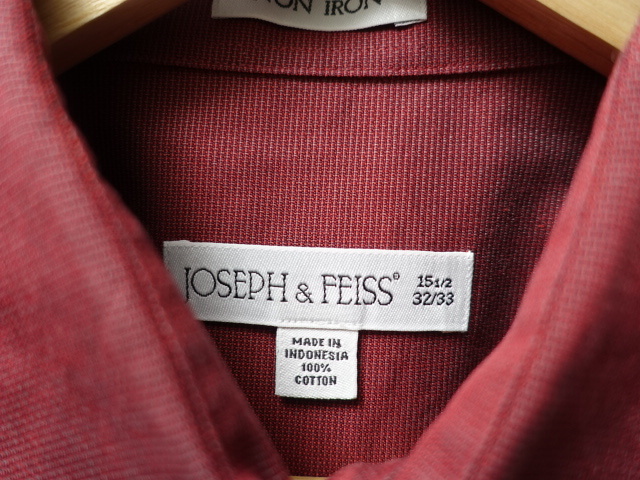 NON IRON
JOSEPH & FEISS® 15 1/2
32/33
MADE IN
INDONESIA
100%
COTTON